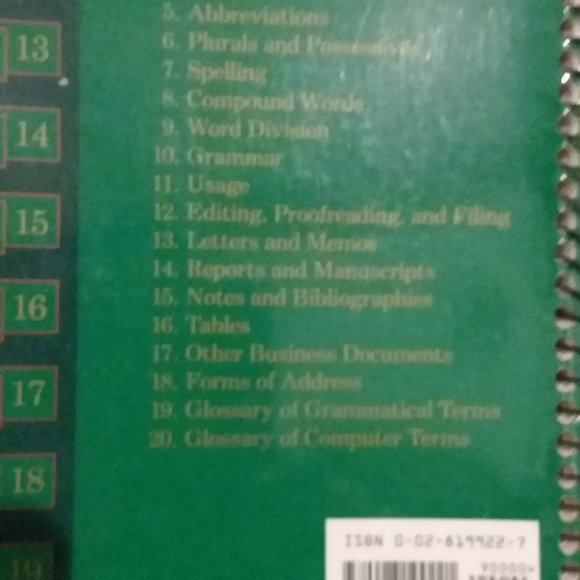 5. Abbreviations
6. Plurals and Possessives
7. Spelling
8. Compound Words
9. Word Division
10. Grammar
11. Usage
12. Editing, Proofreading, and Filing
13. Letters and Memos
14. Reports and Manuscripts
15. Notes and Bibliographies
16. Tables
17. Other Business Documents
18. Forms of Address
19. Glossary of Grammatical Terms
20. Glossary of Computer Terms
13
14
15
16
17
18
19
ISBN 0-02-819922-7
90000>